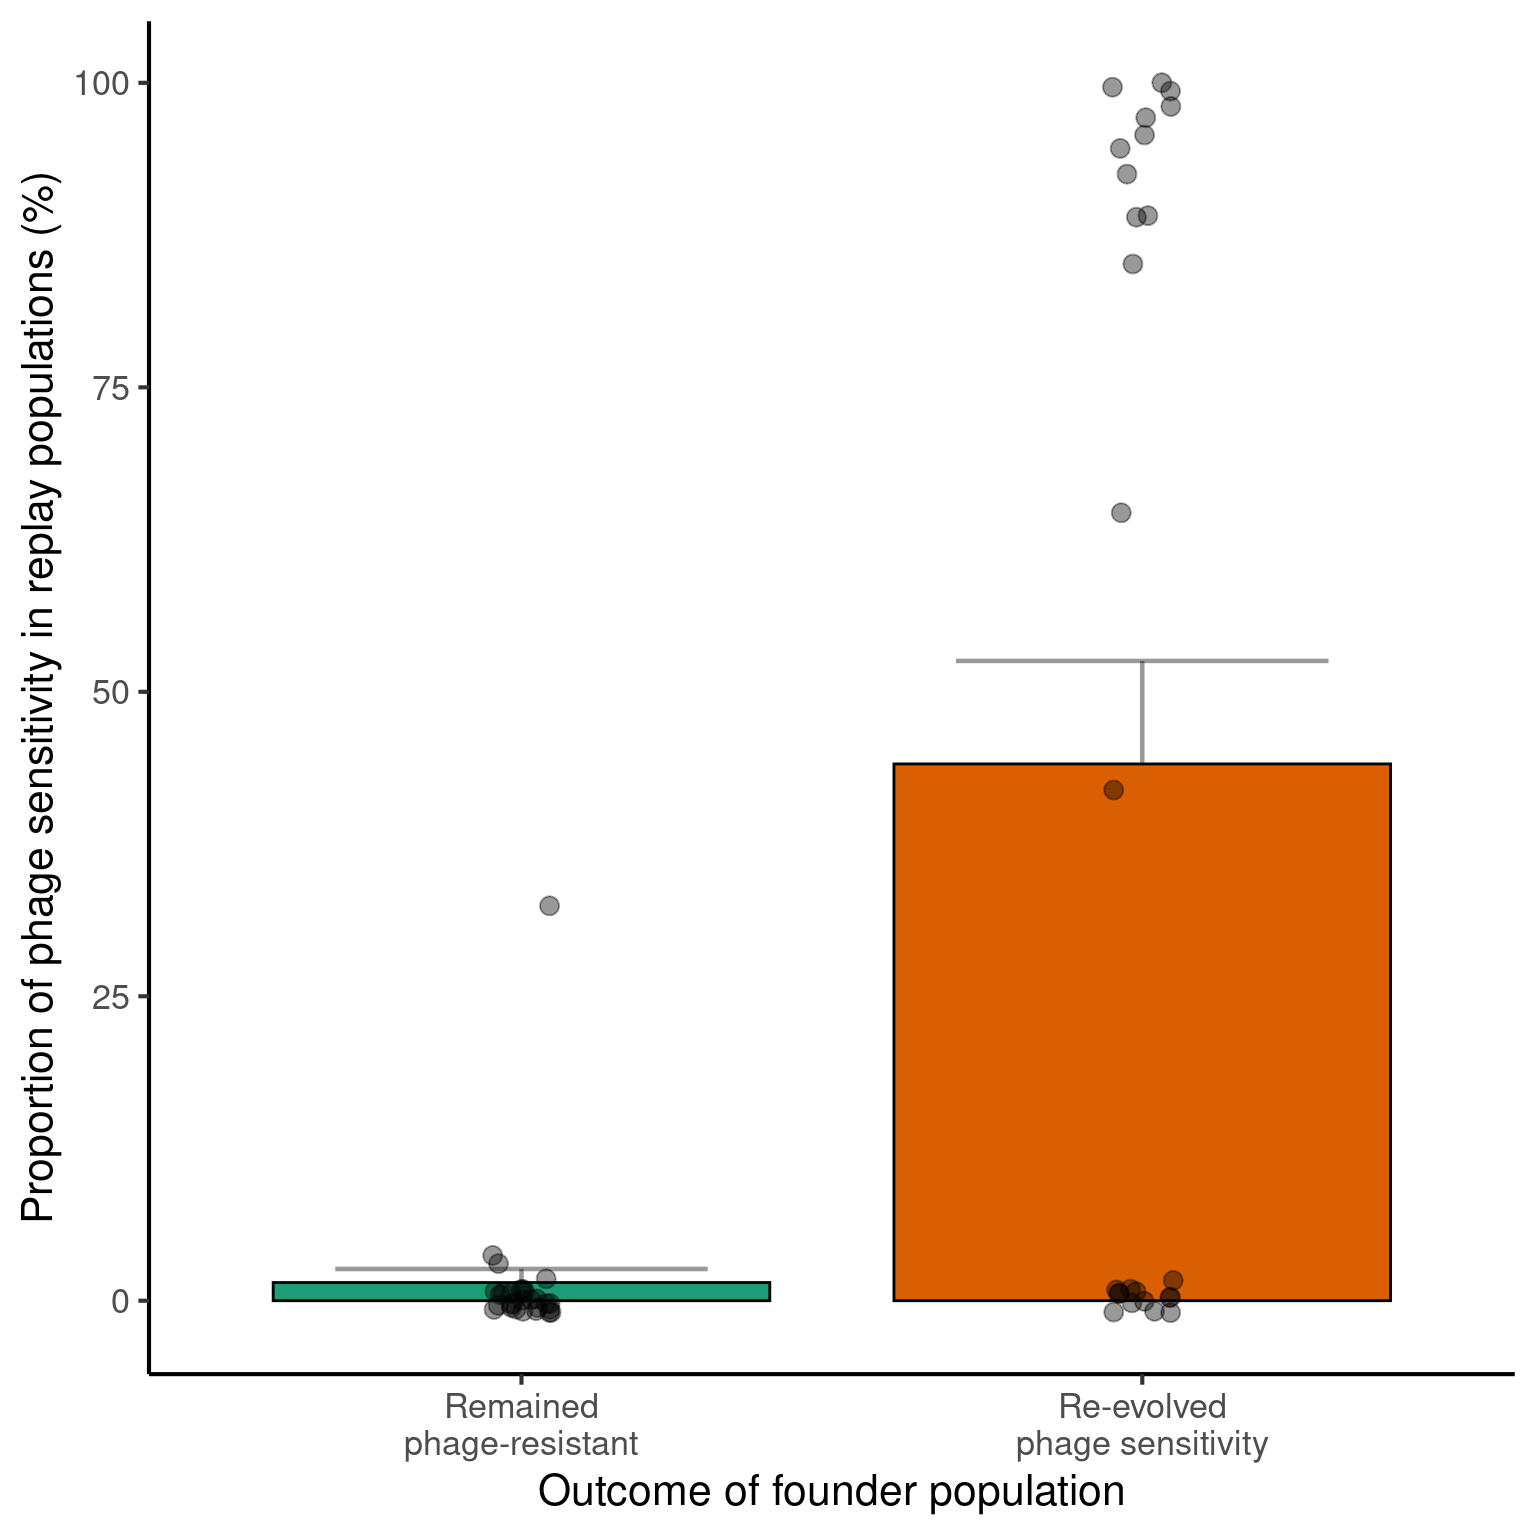 Proportion of phage sensitivity in replay populations (%)
100
75
50
25
0
Remained
phage-resistant
Re-evolved
phage sensitivity
Outcome of founder population